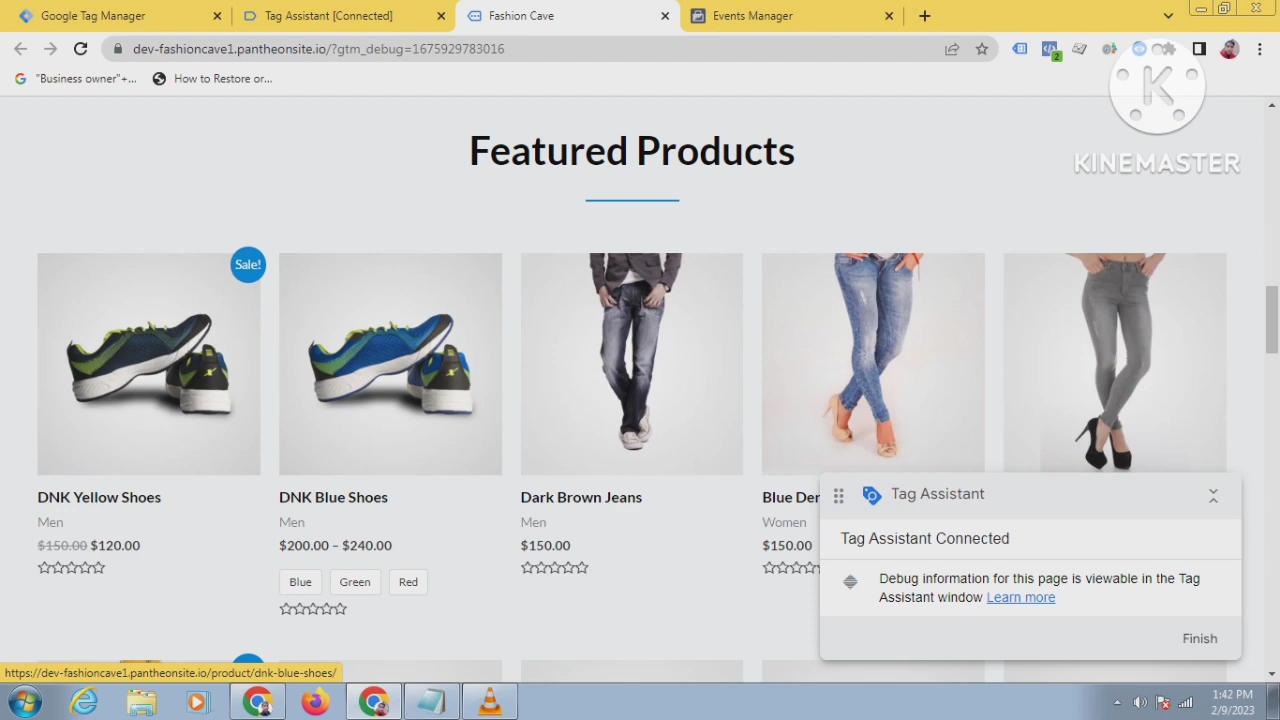 Google Tag Manager
Tag Assistant [Connected]
Fashion Cave
Events Manager
dev-fashioncave1.pantheonsite.io/?gtm_debug=1675929783016
2
"Business owner"+...
How to Restore or...
K
KINEMASTER
Featured Products
Sale!
DNK Yellow Shoes
Men
$150.00 $120.00
DNK Blue Shoes
Men
$200.00 – $240.00
Blue
Green
Red
Dark Brown Jeans
Men
$150.00
Blue Den
Women
$150.00
Tag Assistant
Tag Assistant Connected
Debug information for this page is viewable in the Tag
Assistant window Learn more
Finish
https://dev-fashioncave1.pantheonsite.io/product/dnk-blue-shoes/
1:42 PM
2/9/2023